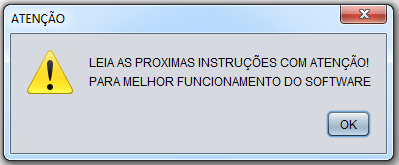 ATENÇÃO
LEIA AS PROXIMAS INSTRUÇÕES COM ATENÇÃO!
PARA MELHOR FUNCIONAMENTO DO SOFTWARE
OK